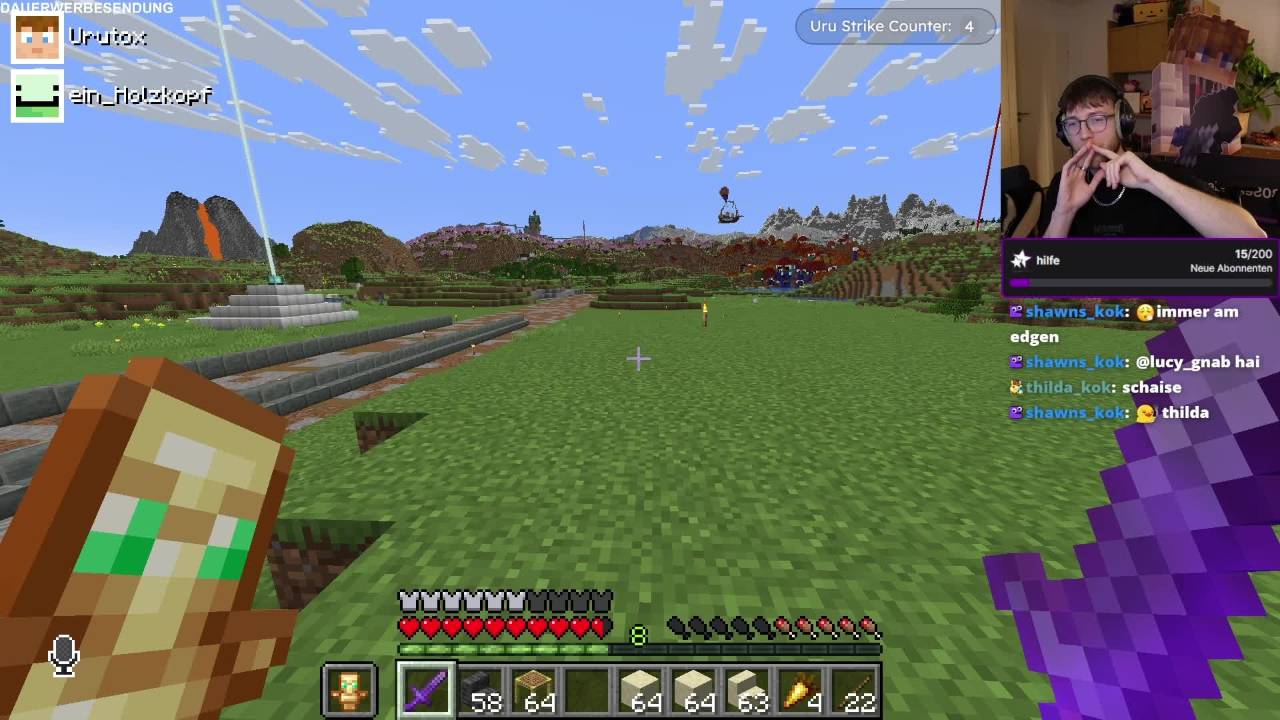 DAUERWERBESENDUNG
Urutox
ein_Holzkopf
Uru Strike Counter: 4
hilfe
15/200
Neue Abonnenten
shawns_kok: immer am
edgen
shawns_kok: @lucy_gnab hai
thilda_kok: schaise
shawns_kok: thilda
8
58
64
64
64
63
4
22